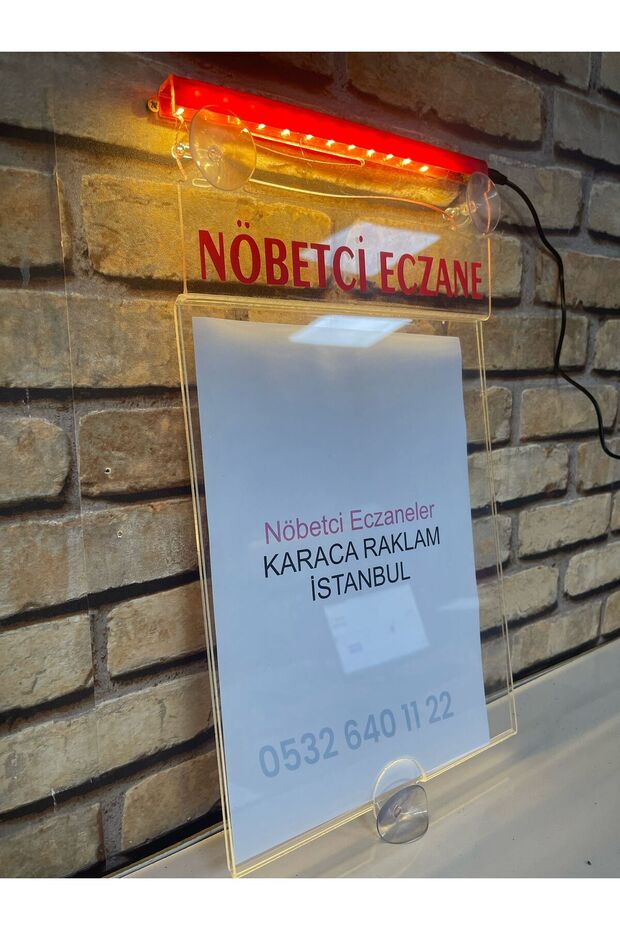 NÖBETCİ ECZANE
Nöbetci Eczaneler
KARACA RAKLAM
İSTANBUL
0532 640 11 22